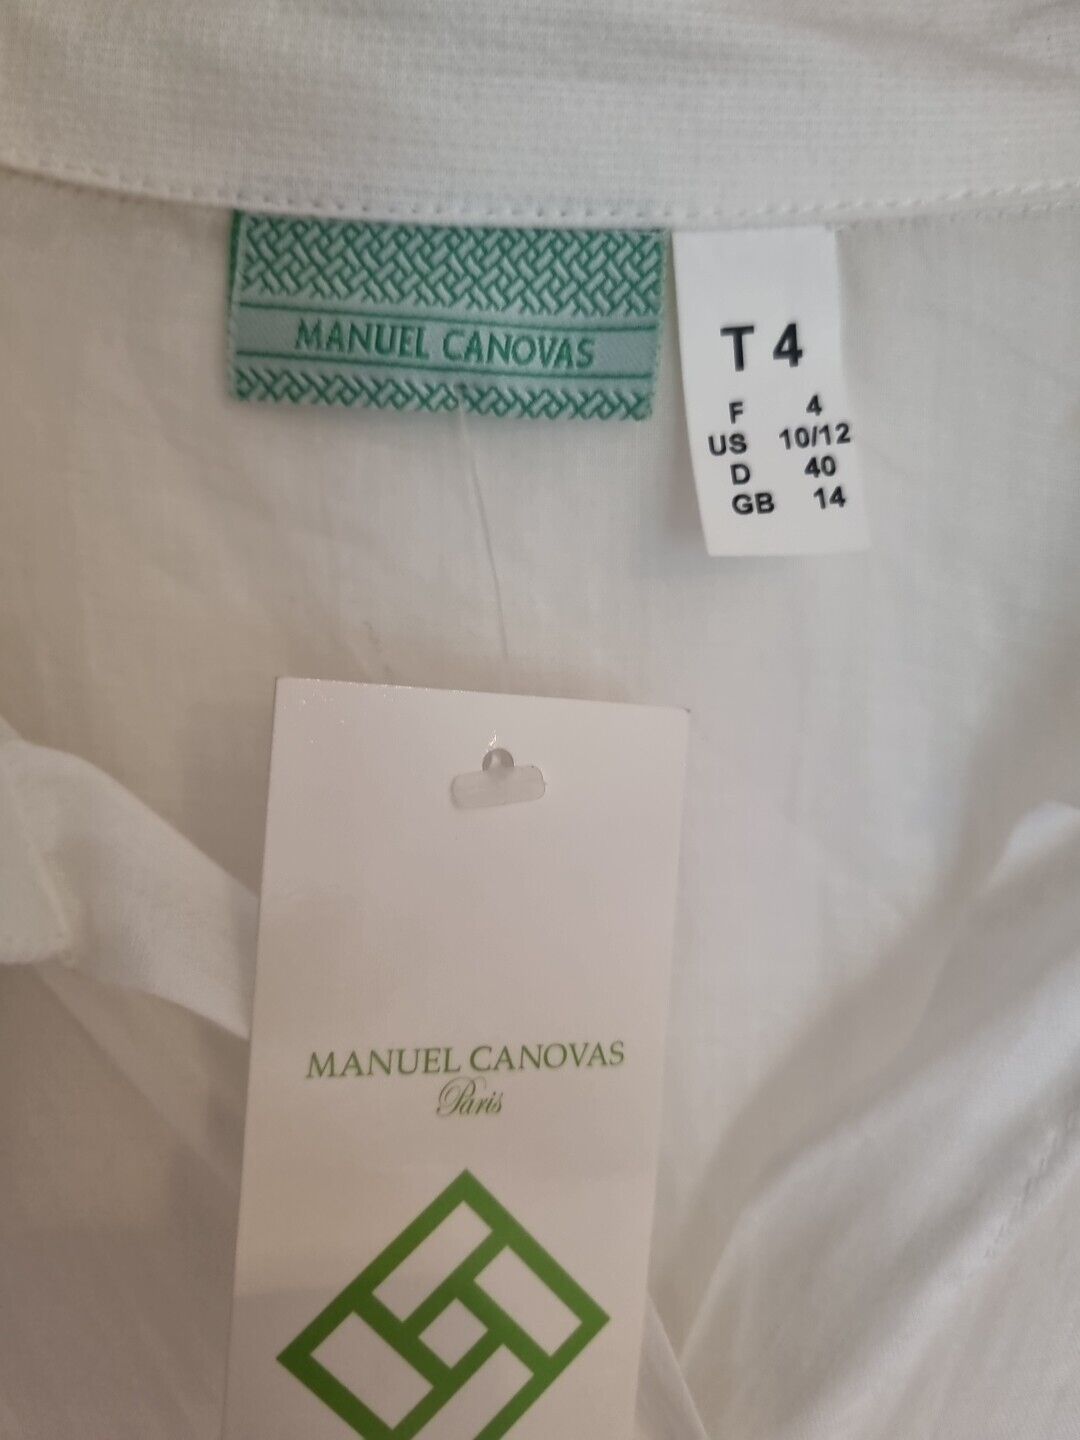 MANUEL CANOVAS
T 4
F 4
US 10/12
D 40
GB 14
MANUEL CANOVAS
Paris